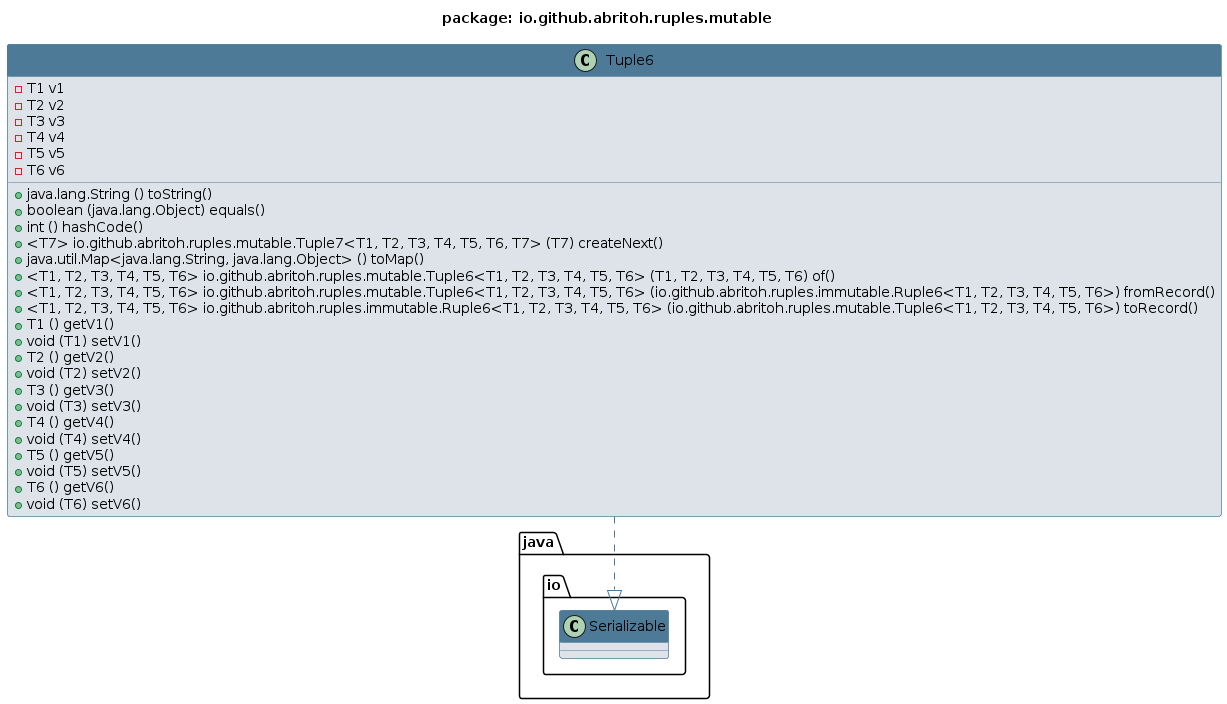 package: io.github.abritoh.ruples.mutable
C Tuple6
T1 v1
T2 v2
T3 v3
T4 v4
T5 v5
T6 v6
java.lang.String () toString()
boolean (java.lang.Object) equals()
int () hashCode()
<T7> io.github.abritoh.ruples.mutable.Tuple7<T1, T2, T3, T4, T5, T6, T7> (T7) createNext()
java.util.Map<java.lang.String, java.lang.Object> () toMap()
<T1, T2, T3, T4, T5, T6> io.github.abritoh.ruples.mutable.Tuple6<T1, T2, T3, T4, T5, T6> (T1, T2, T3, T4, T5, T6) of()
<T1, T2, T3, T4, T5, T6> io.github.abritoh.ruples.mutable.Tuple6<T1, T2, T3, T4, T5, T6> (io.github.abritoh.ruples.immutable.Ruple6<T1, T2, T3, T4, T5, T6>) fromRecord()
<T1, T2, T3, T4, T5, T6> io.github.abritoh.ruples.immutable.Ruple6<T1, T2, T3, T4, T5, T6> (io.github.abritoh.ruples.mutable.Tuple6<T1, T2, T3, T4, T5, T6>) toRecord()
T1 () getV1()
void (T1) setV1()
T2 () getV2()
void (T2) setV2()
T3 () getV3()
void (T3) setV3()
T4 () getV4()
void (T4) setV4()
T5 () getV5()
void (T5) setV5()
T6 () getV6()
void (T6) setV6()
java
io
C Serializable